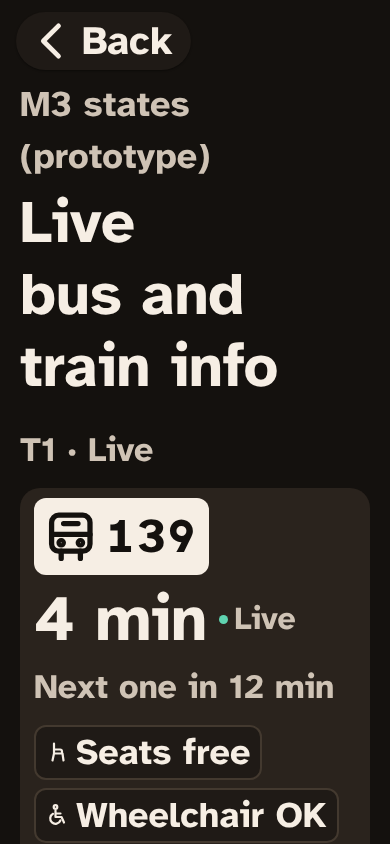 Back
M3 states
(prototype)
Live
bus and
train info
T1 · Live
139
4 min • Live
Next one in 12 min
Seats free
Wheelchair OK